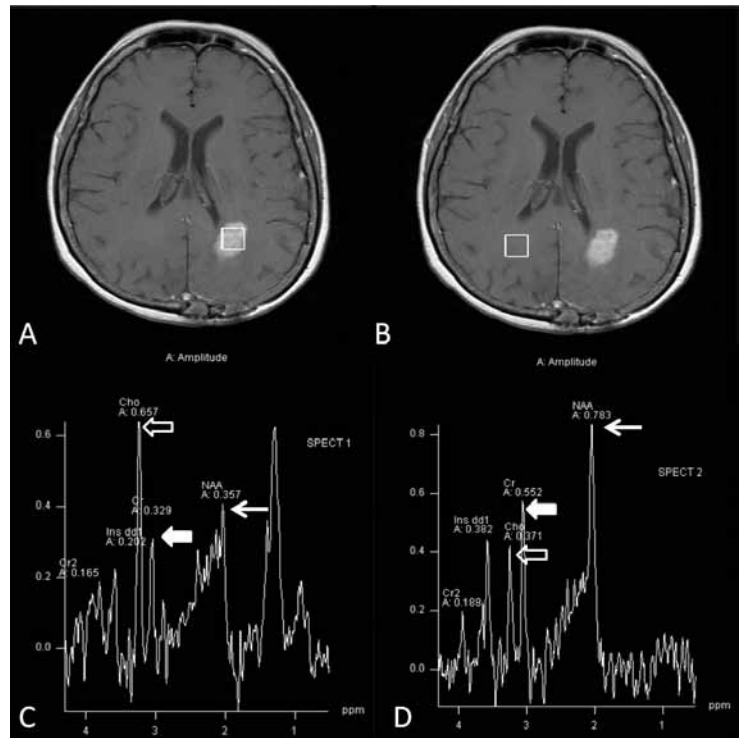 A
B
A: Amplitude
Cho
A: 0.657
SPECT 1
0.6
NAA
A: 0.357
Cr
A: 0.329
0.4
Ins dd1
A: 0.202
Cr2
A: 0.165
0.2
0.0
ppm
C
4
3
2
1
A: Amplitude
NAA
A: 0.783
0.8
SPECT 2
Cr
A: 0.552
0.6
Ins dd1
A: 0.382
Cho
A: 0.371
0.4
Cr2
A: 0.189
0.2
0.0
ppm
D
4
3
2
1